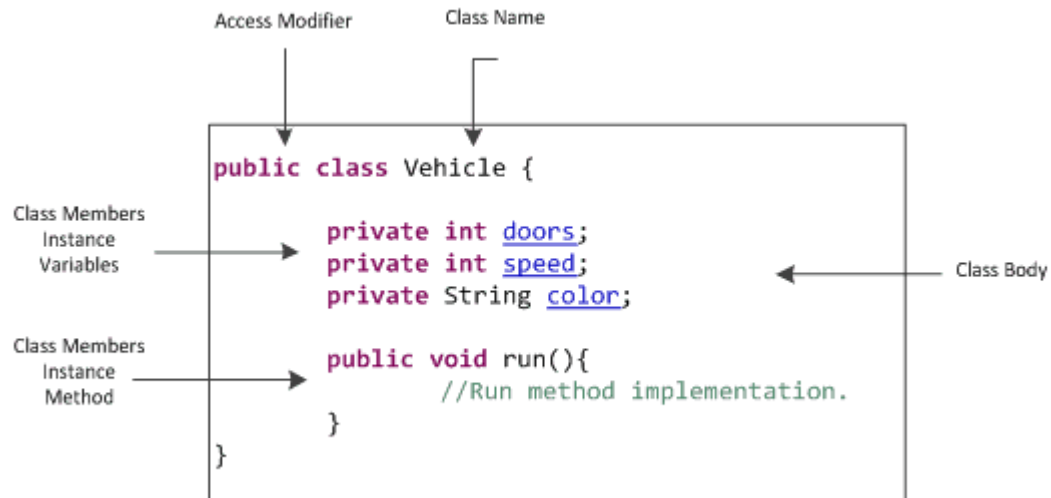 Access Modifier
Class Name
public class Vehicle {
Class Members
Instance
Variables
private int doors;
private int speed;
private String color;
Class Body
Class Members
Instance
Method
public void run(){
//Run method implementation.
}
}